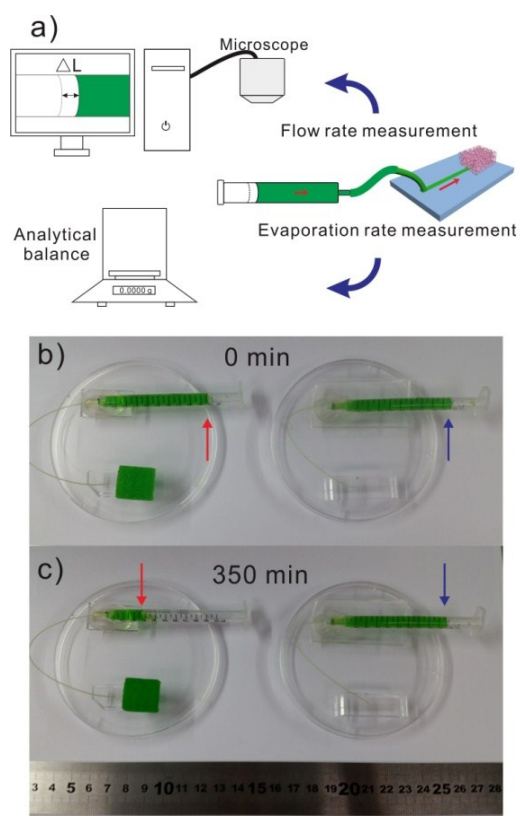 a)
△L
Microscope
Flow rate measurement
Evaporation rate measurement
Analytical
balance
0.0000 g
b)
0 min
c)
350 min
3 4 5 6 7 8 9 10 11 12 13 14 15 16 17 18 19 20 21 22 23 24 25 26 27 28